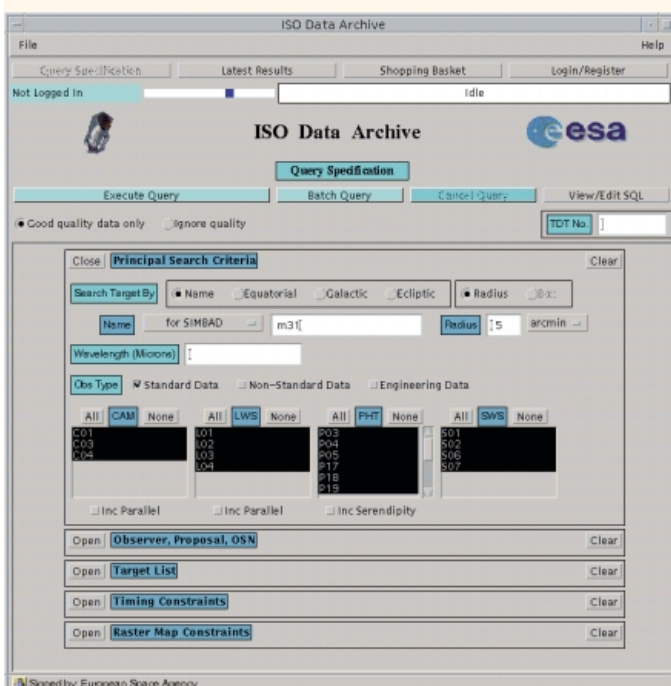 ISO Data Archive
File Help
Query Specification Latest Results Shopping Basket Login/Register
Not Logged In Idle
ISO Data Archive esa
Query Specification
Execute Query Batch Query Cancel Query View/Edit SQL
Good quality data only Ignore quality TDT No.
Close Principal Search Criteria Clear
Search Target By Name Equatorial Galactic Ecliptic Radius Box
Name for SIMBAD m31 Radius 5 arcmin
Wavelength (Microns)
Obs Type Standard Data Non-Standard Data Engineering Data
All CAM None All LWS None All PHT None All SWS None
C01 L01 P03 S01
C03 L02 P04 S02
C04 L03 P05 S06
L04 P17 S07
P18
P19
Inc Parallel Inc Parallel Inc Serendipity
Open Observer, Proposal, OSN Clear
Open Target List Clear
Open Timing Constraints Clear
Open Raster Map Constraints Clear
Signed by: European Space Agency